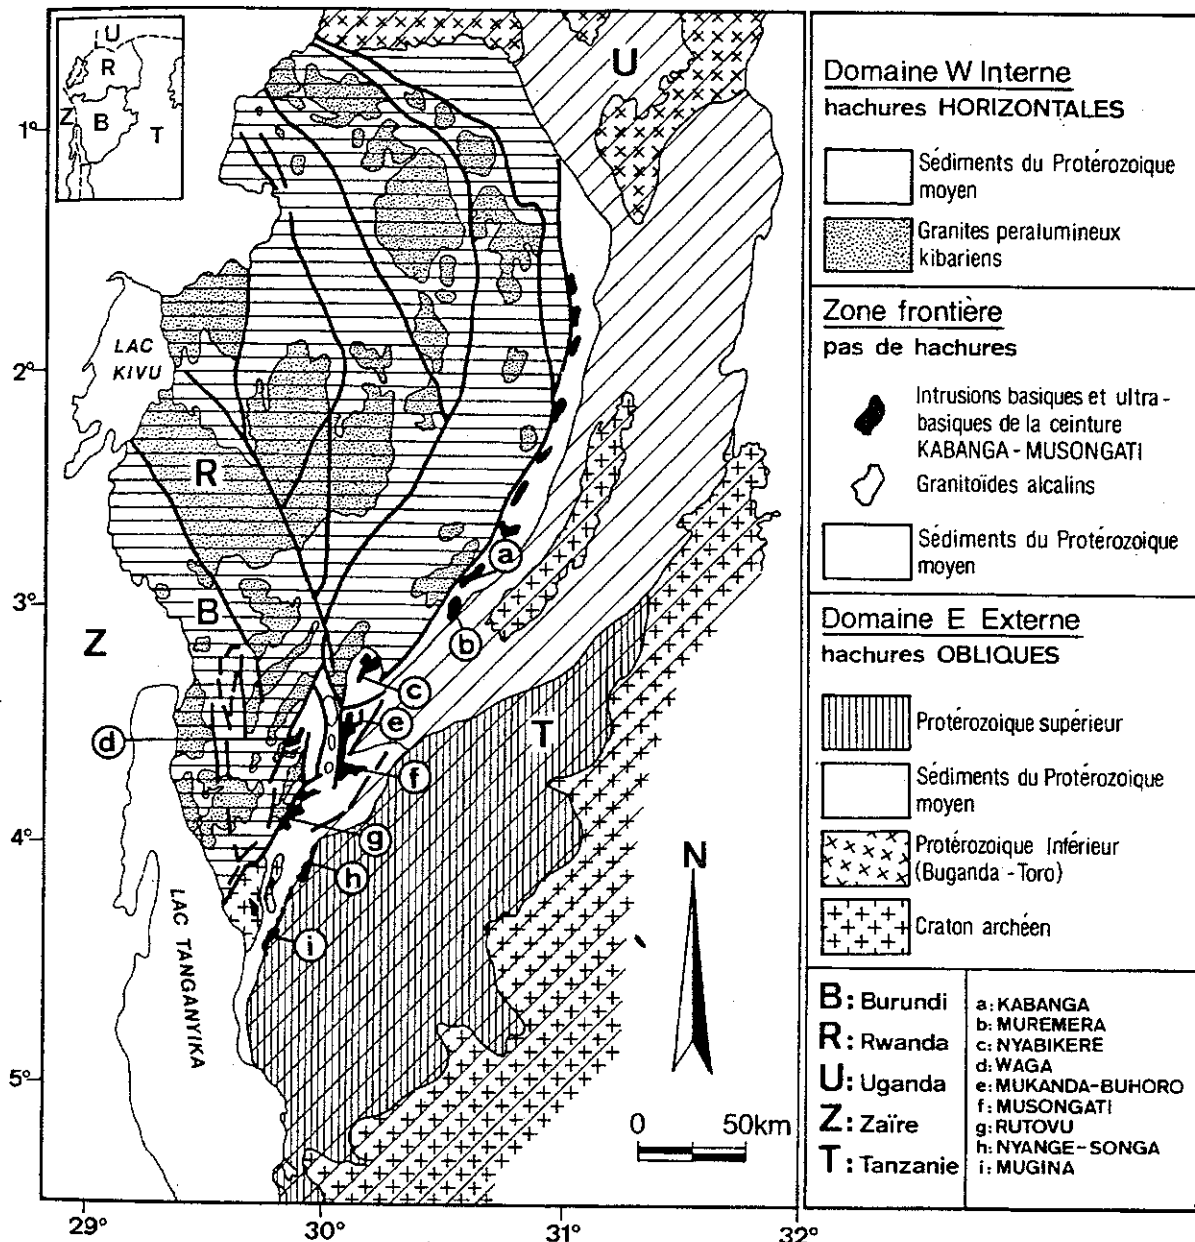 U
R
Z
B
T
1°
2°
3°
4°
5°
29°
30°
31°
32°
U
LAC
KIVU
R
B
Z
T
LAC TANGANYIKA
a
b
c
d
e
f
g
h
i
N
0 50km
Domaine W Interne
hachures HORIZONTALES
Sédiments du Protérozoique
moyen
Granites peralumineux
kibariens
Zone frontière
pas de hachures
Intrusions basiques et ultra-
basiques de la ceinture
KABANGA-MUSONGATI
Granitoïdes alcalins
Sédiments du Protérozoique
moyen
Domaine E Externe
hachures OBLIQUES
Protérozoique supérieur
Sédiments du Protérozoique
moyen
Protérozoique Inférieur
(Buganda-Toro)
Craton archéen
B: Burundi
R: Rwanda
U: Uganda
Z: Zaïre
T: Tanzanie
a: KABANGA
b: MUREMERA
c: NYABIKERE
d: WAGA
e: MUKANDA-BUHORO
f: MUSONGATI
g: RUTOVU
h: NYANGE-SONGA
i: MUGINA